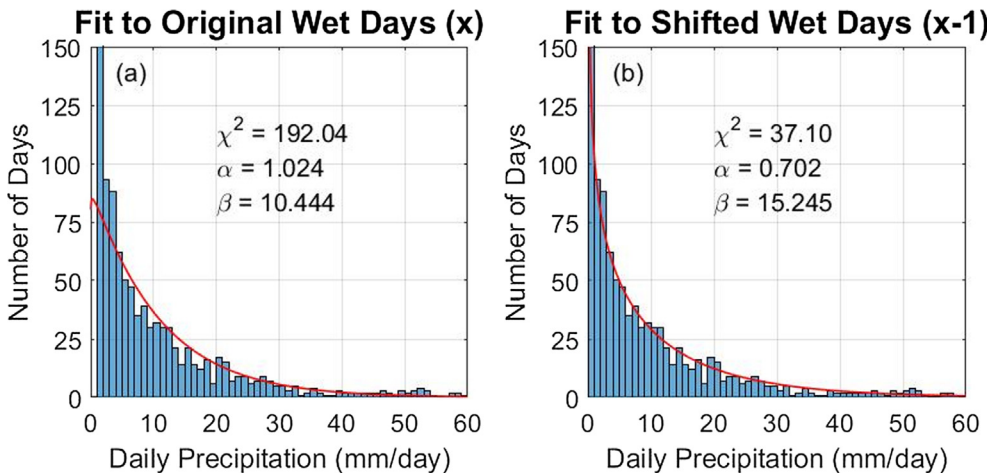 Fit to Original Wet Days (x)
(a)
χ2 = 192.04
α = 1.024
β = 10.444
150
125
100
75
50
25
0
Number of Days
0 10 20 30 40 50 60
Daily Precipitation (mm/day)
Fit to Shifted Wet Days (x-1)
(b)
χ2 = 37.10
α = 0.702
β = 15.245
150
125
100
75
50
25
0
Number of Days
0 10 20 30 40 50 60
Daily Precipitation (mm/day)